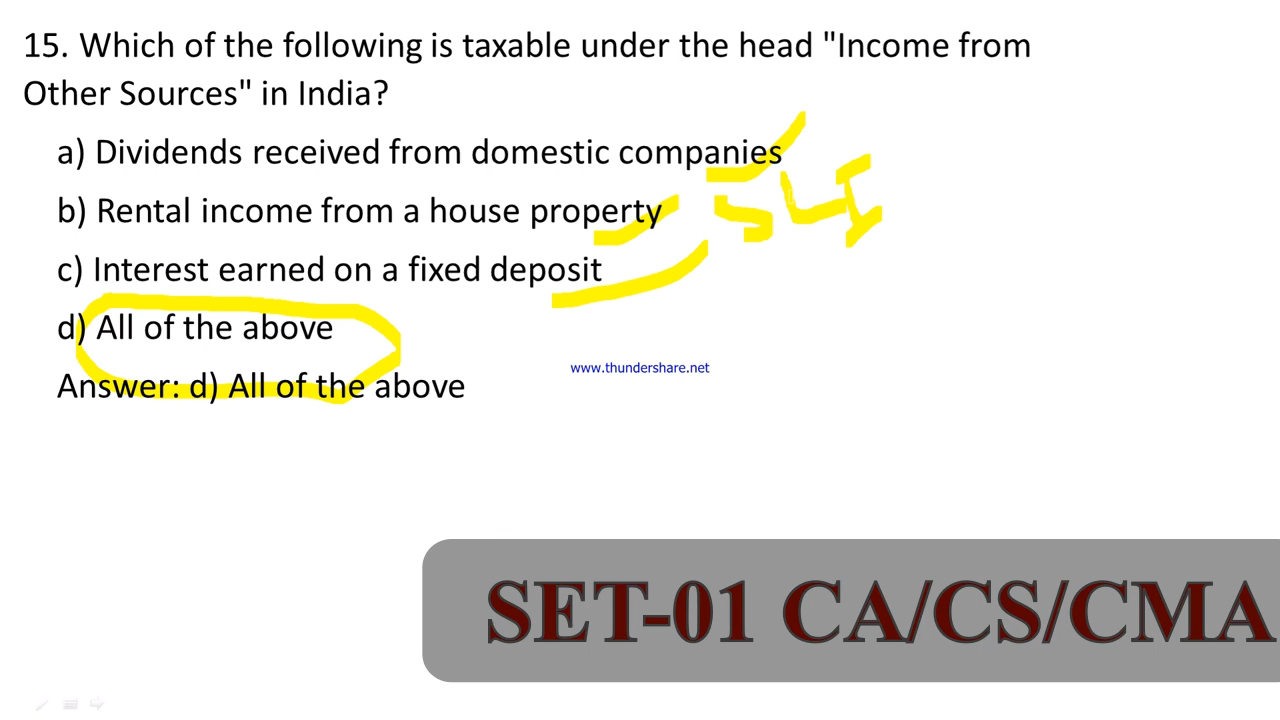 15. Which of the following is taxable under the head "Income from
Other Sources" in India?
a) Dividends received from domestic companies
b) Rental income from a house property
c) Interest earned on a fixed deposit
d) All of the above
www.thundershare.net
Answer: d) All of the above
SET-01 CA/CS/CMA